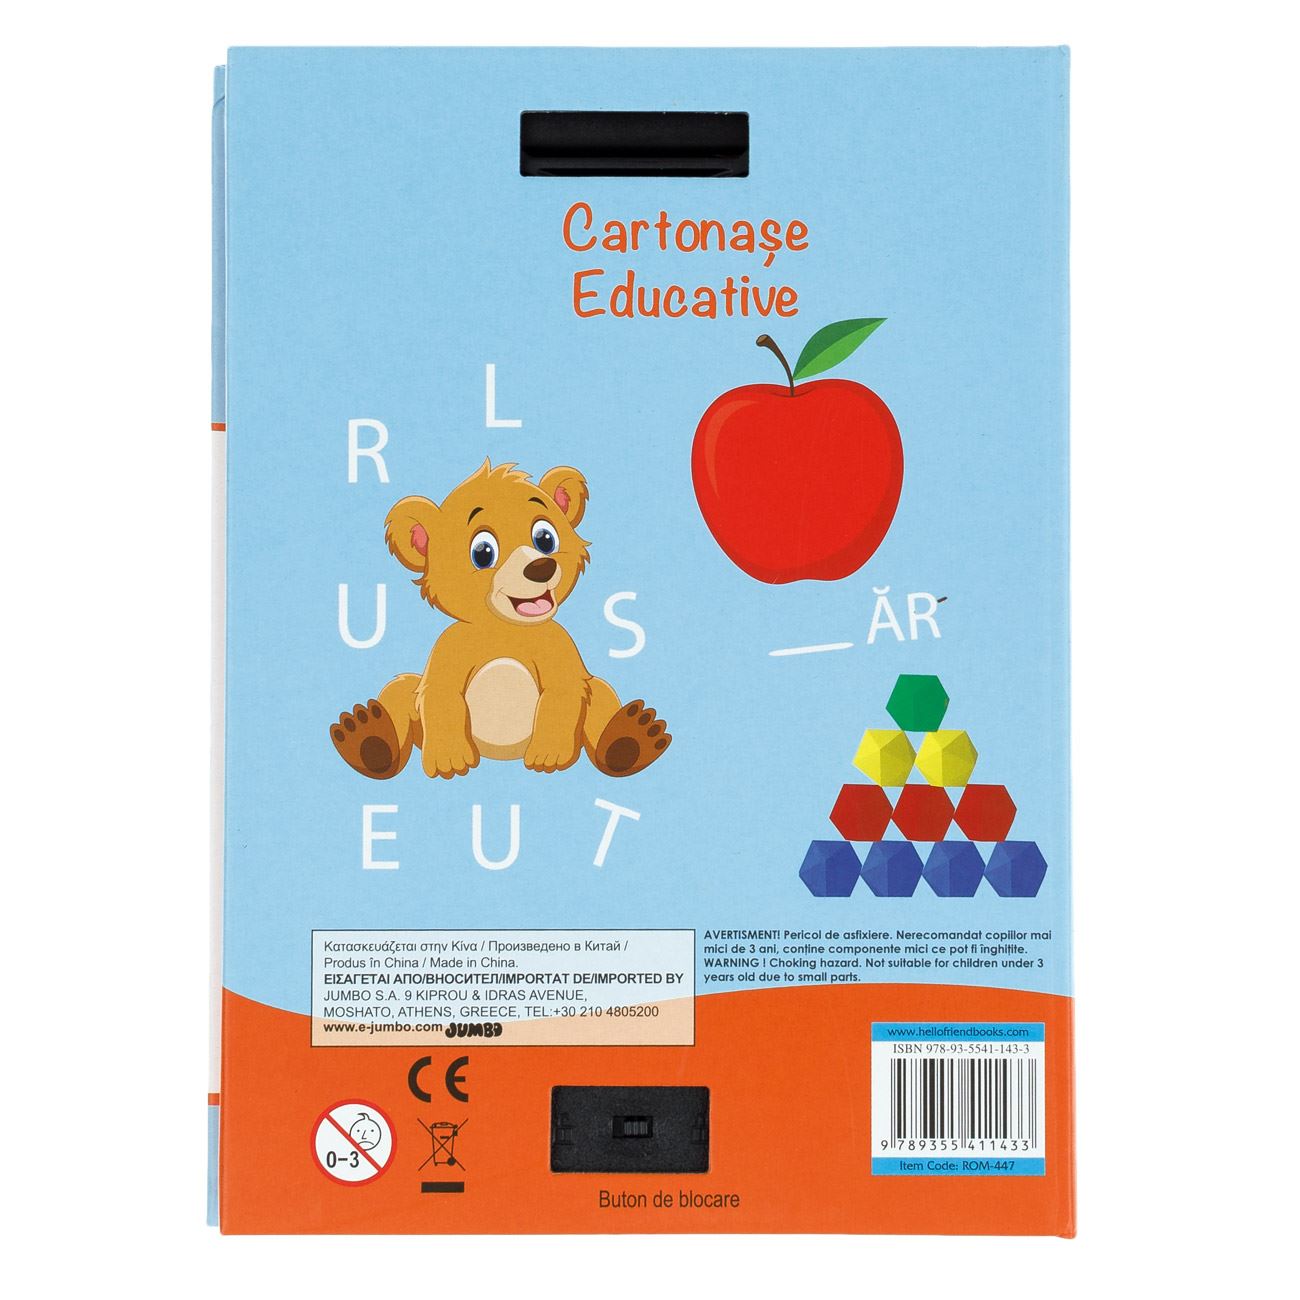 Cartonașe
Educative
L
R
U
S
E U T
__ ĂR
AVERTISMENT! Pericol de asfixiere. Nerecomandat copiilor mai
mici de 3 ani, conține componente mici ce pot fi înghițite.
WARNING ! Choking hazard. Not suitable for children under 3
years old due to small parts.
Κατασκευάζεται στην Κίνα / Произведено в Китай /
Produs în China / Made in China.
ΕΙΣΑΓΕΤΑΙ ΑΠΟ/ВНОСИТЕЛ/IMPORTAT DE/IMPORTED BY
JUMBO S.A. 9 KIPROU & IDRAS AVENUE,
MOSHATO, ATHENS, GREECE, TEL:+30 210 4805200
www.e-jumbo.com JUMBO
CE
0-3
Buton de blocare
www.hellofriendbooks.com
ISBN 978-93-5541-143-3
9 789355 411433
Item Code: ROM-447